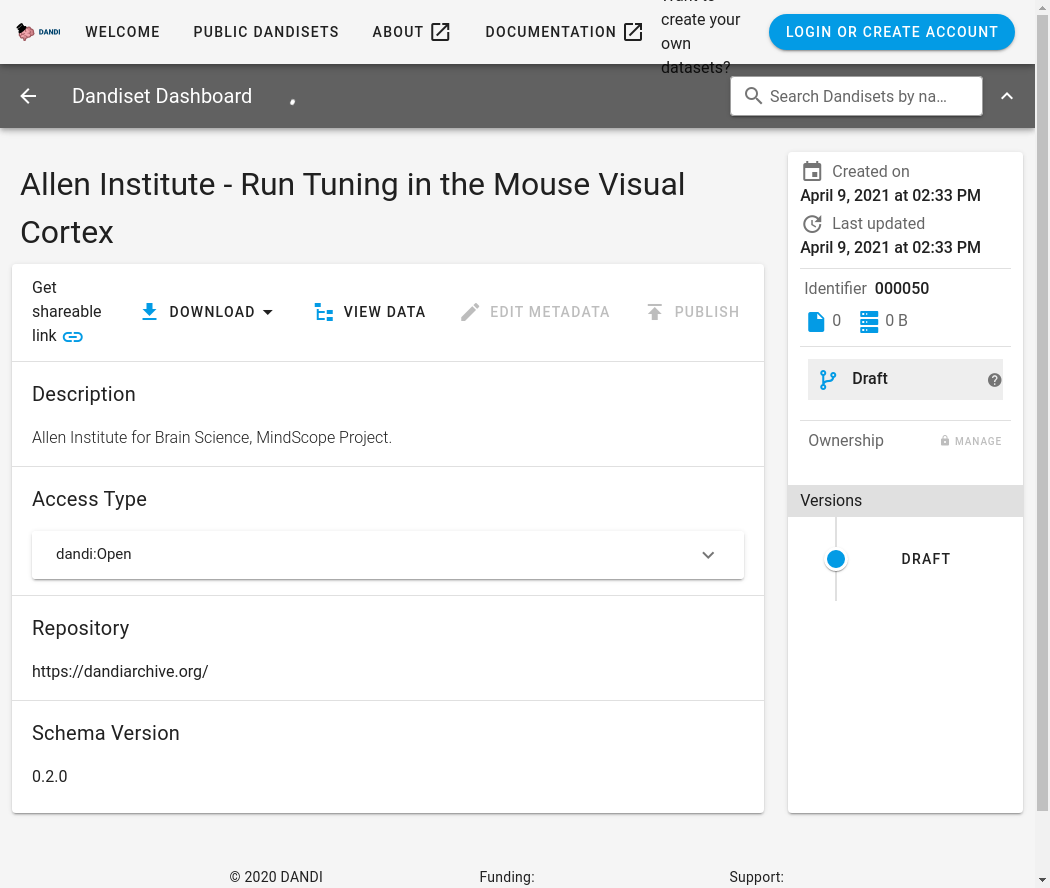 DANDI
WELCOME
PUBLIC DANDISETS
ABOUT
DOCUMENTATION
create your
own
datasets?
LOGIN OR CREATE ACCOUNT
Dandiset Dashboard
Search Dandisets by na…
Allen Institute - Run Tuning in the Mouse Visual
Cortex
Get
shareable
link
DOWNLOAD
VIEW DATA
EDIT METADATA
PUBLISH
Description
Allen Institute for Brain Science, MindScope Project.
Access Type
dandi:Open
Repository
https://dandiarchive.org/
Schema Version
0.2.0
Created on
April 9, 2021 at 02:33 PM
Last updated
April 9, 2021 at 02:33 PM
Identifier 000050
0
0 B
Draft
Ownership
MANAGE
Versions
DRAFT
© 2020 DANDI
Funding:
Support: